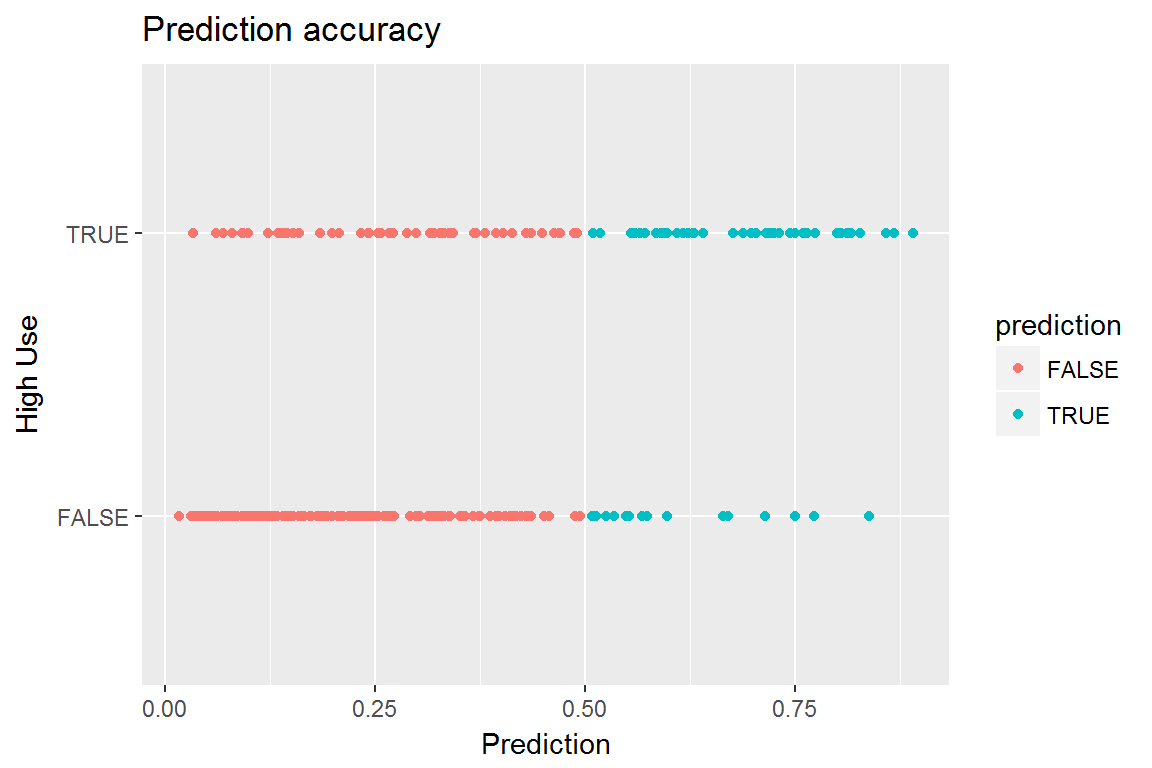 Prediction accuracy
High Use
TRUE
FALSE
0.00
0.25
0.50
0.75
Prediction
prediction
FALSE
TRUE